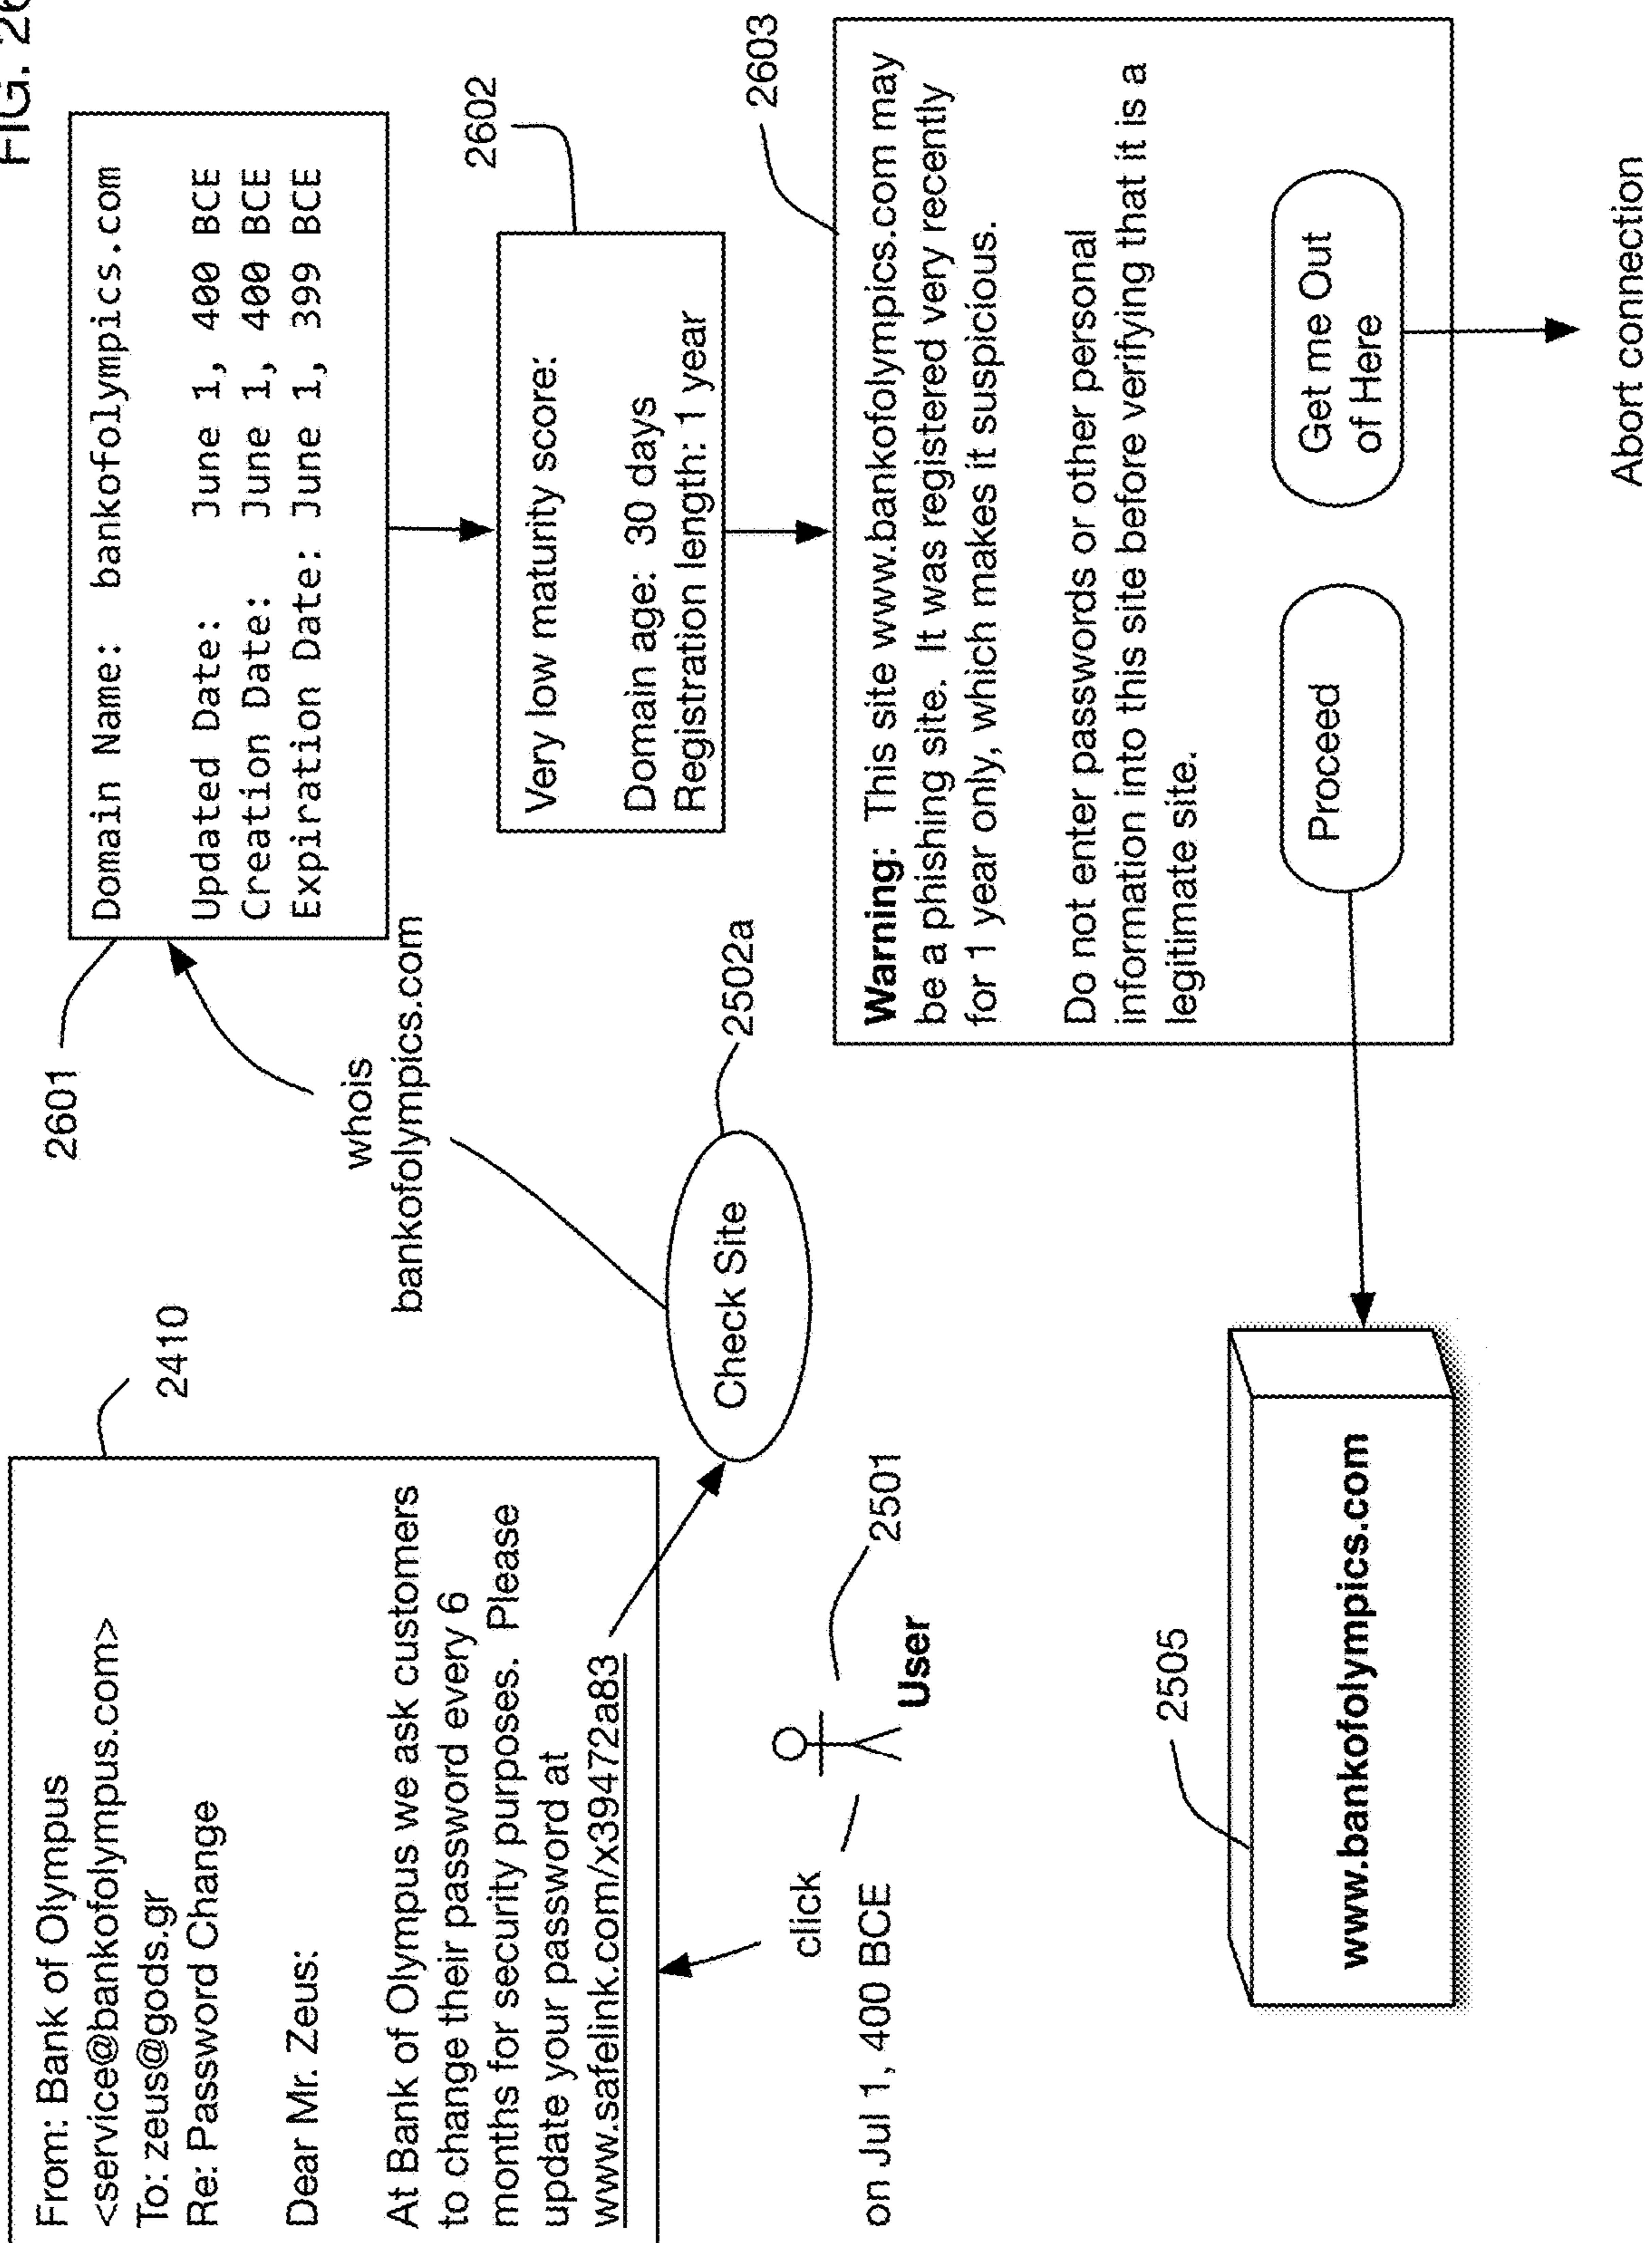 FIG. 26
From: Bank of Olympus
<service@bankofolympus.com>
To: zeus@gods.gr
Re: Password Change
Dear Mr. Zeus:
At Bank of Olympus we ask customers
to change their password every 6
months for security purposes. Please
update your password at
www.safelink.com/x39472a83
2410
click
on Jul 1, 400 BCE
User
2501
Check Site
2502a
whois
bankofolympics.com
2601
Domain Name: bankofolympics.com
Updated Date: June 1, 400 BCE
Creation Date: June 1, 400 BCE
Expiration Date: June 1, 399 BCE
2602
Very low maturity score:
Domain age: 30 days
Registration length: 1 year
2603
Warning: This site www.bankofolympics.com may
be a phishing site. It was registered very recently
for 1 year only, which makes it suspicious.
Do not enter passwords or other personal
information into this site before verifying that it is a
legitimate site.
Proceed
Get me Out
of Here
Abort connection
2505
www.bankofolympics.com